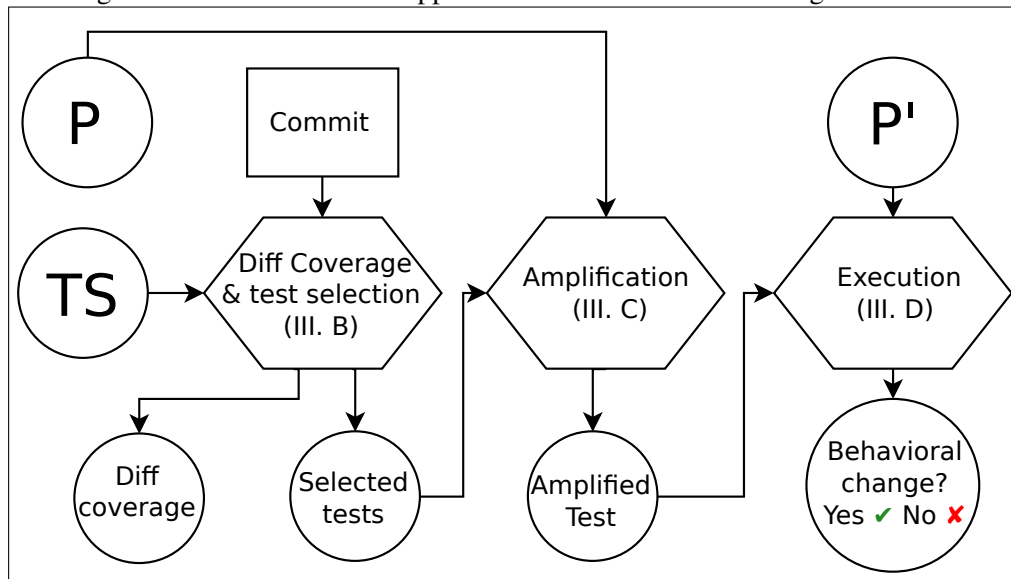 P
Commit
P'
TS
Diff Coverage
& test selection
(III. B)
Amplification
(III. C)
Execution
(III. D)
Diff
coverage
Selected
tests
Amplified
Test
Behavioral
change?
Yes ✔ No ✘